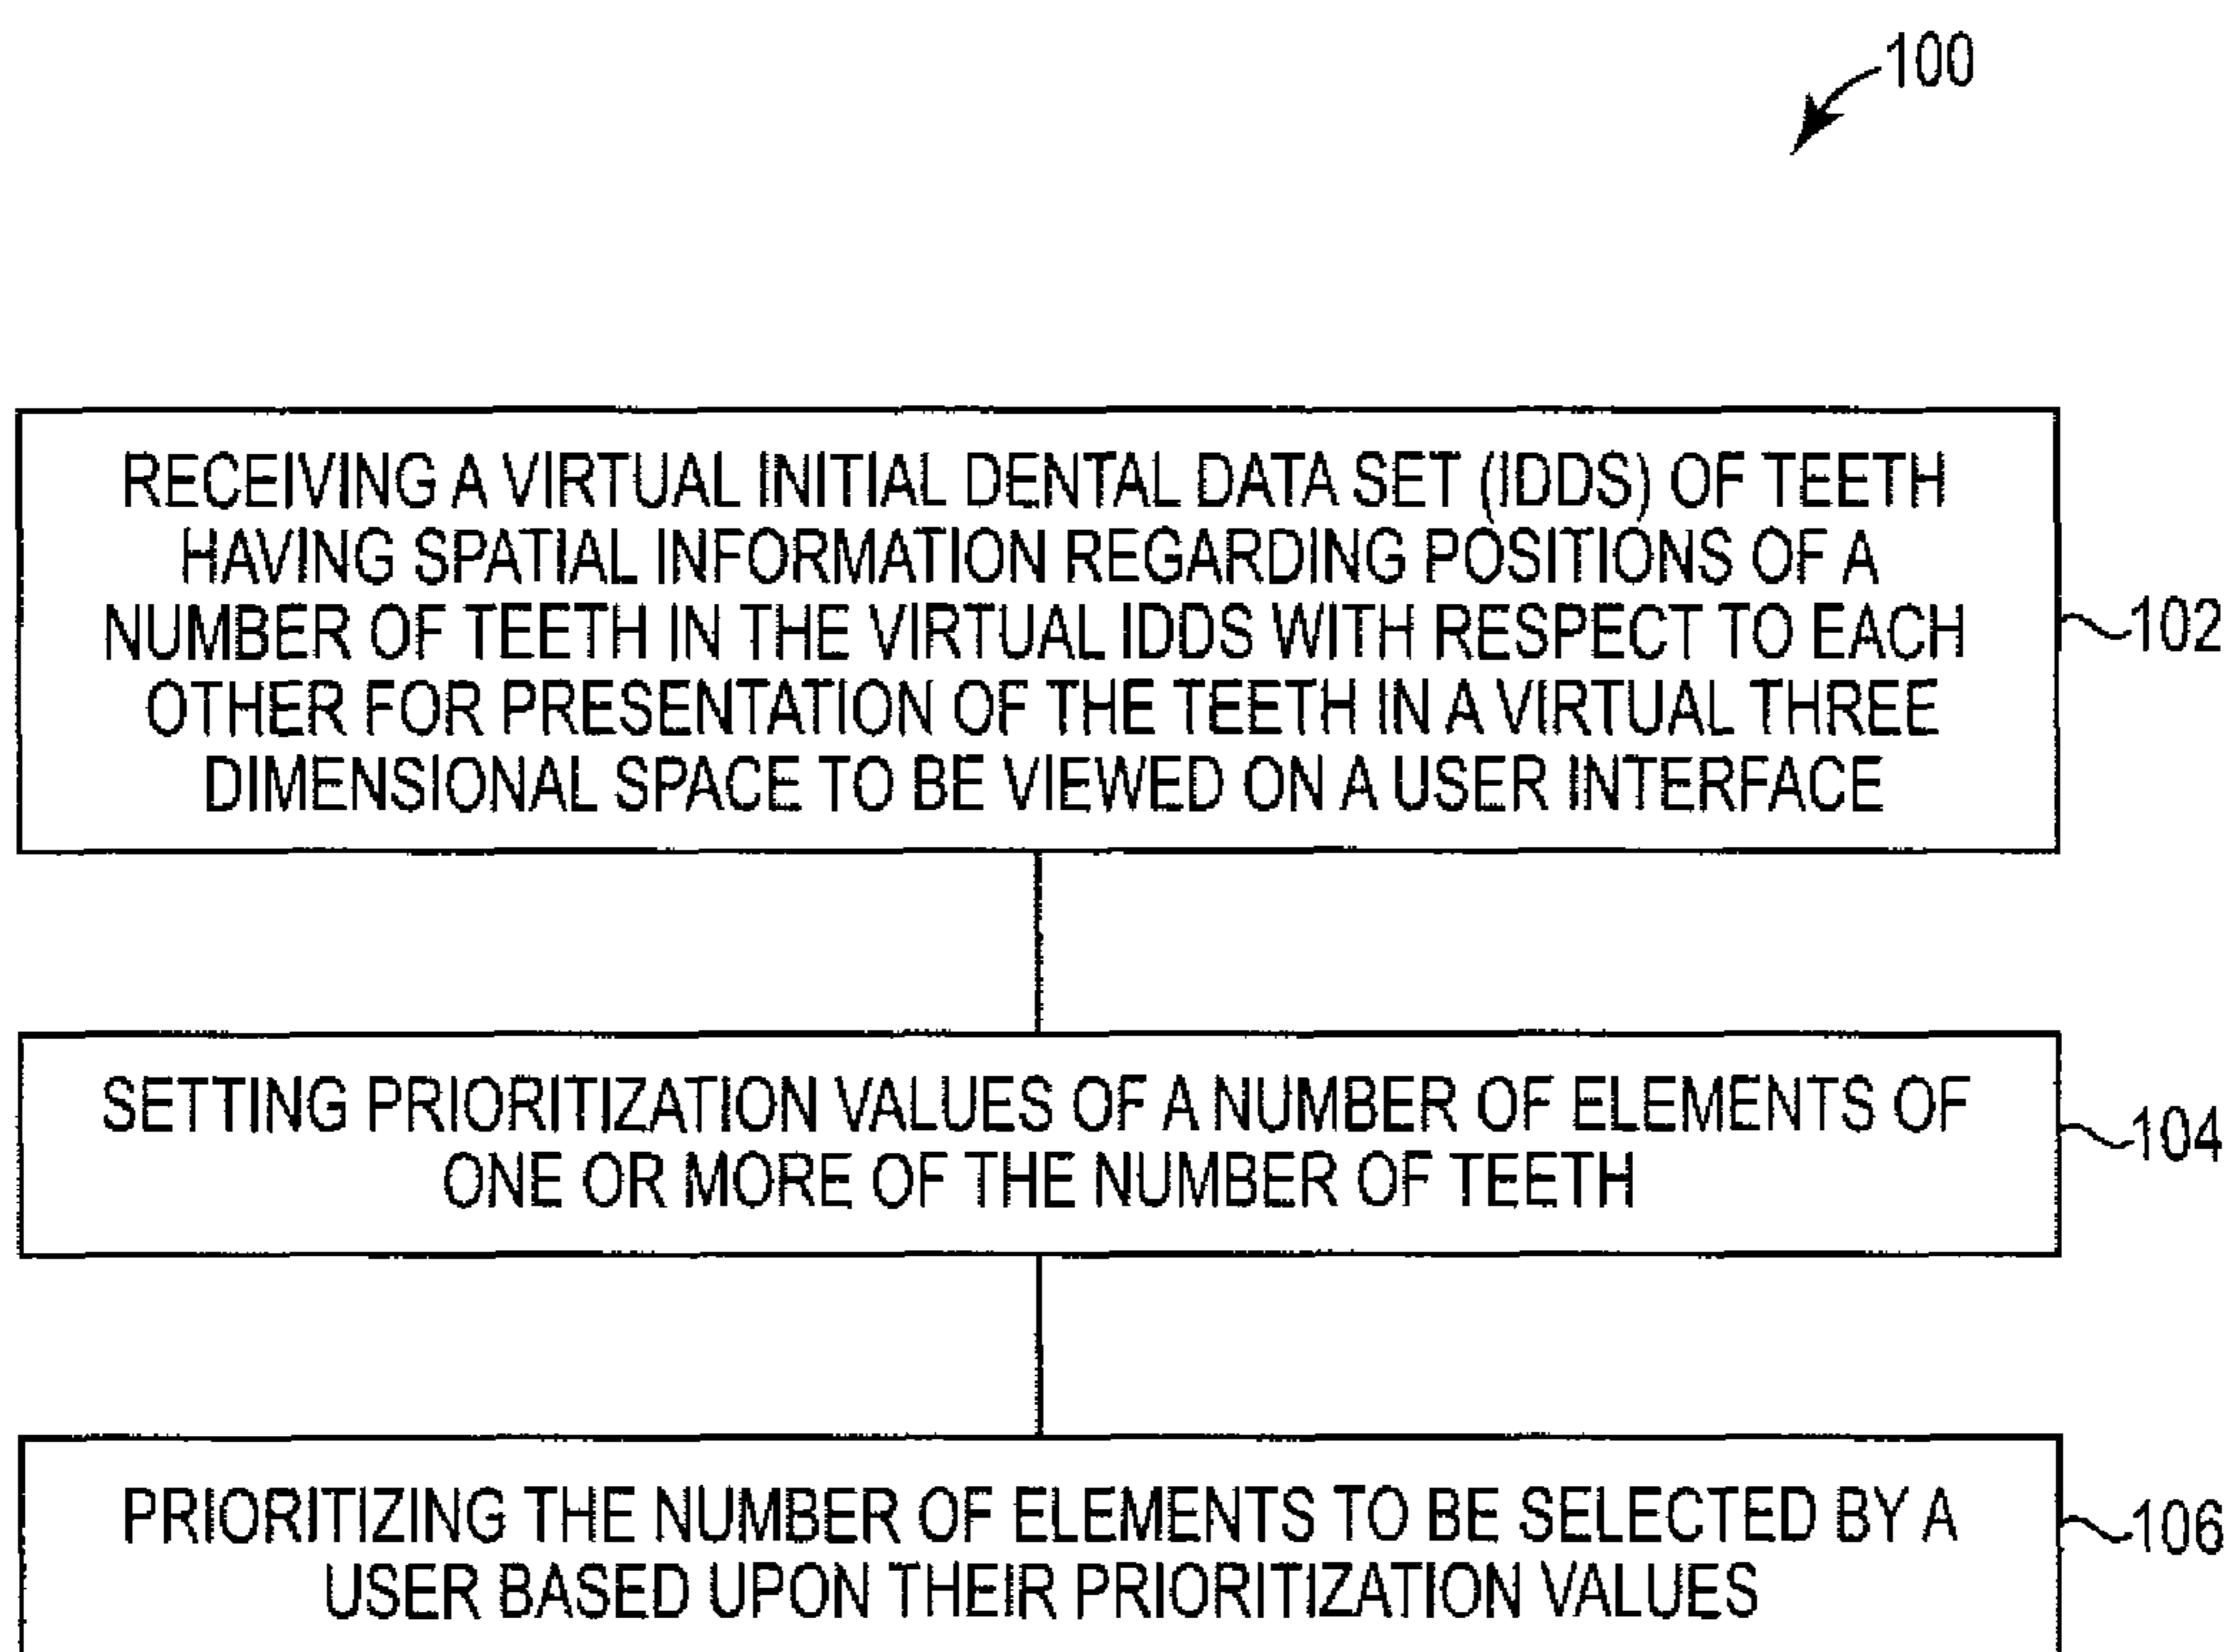 100
RECEIVING A VIRTUAL INITIAL DENTAL DATA SET (IDDS) OF TEETH
HAVING SPATIAL INFORMATION REGARDING POSITIONS OF A
NUMBER OF TEETH IN THE VIRTUAL IDDS WITH RESPECT TO EACH
OTHER FOR PRESENTATION OF THE TEETH IN A VIRTUAL THREE
DIMENSIONAL SPACE TO BE VIEWED ON A USER INTERFACE
102
SETTING PRIORITIZATION VALUES OF A NUMBER OF ELEMENTS OF
ONE OR MORE OF THE NUMBER OF TEETH
104
PRIORITIZING THE NUMBER OF ELEMENTS TO BE SELECTED BY A
USER BASED UPON THEIR PRIORITIZATION VALUES
106